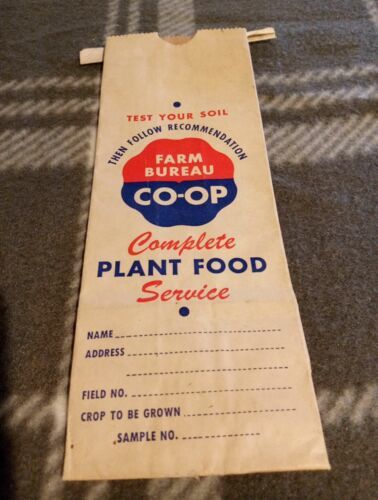 TEST YOUR SOIL
THEN FOLLOW RECOMMENDATION
FARM
BUREAU
CO-OP
Complete
PLANT FOOD
Service
NAME
ADDRESS
FIELD NO.
CROP TO BE GROWN
SAMPLE NO.